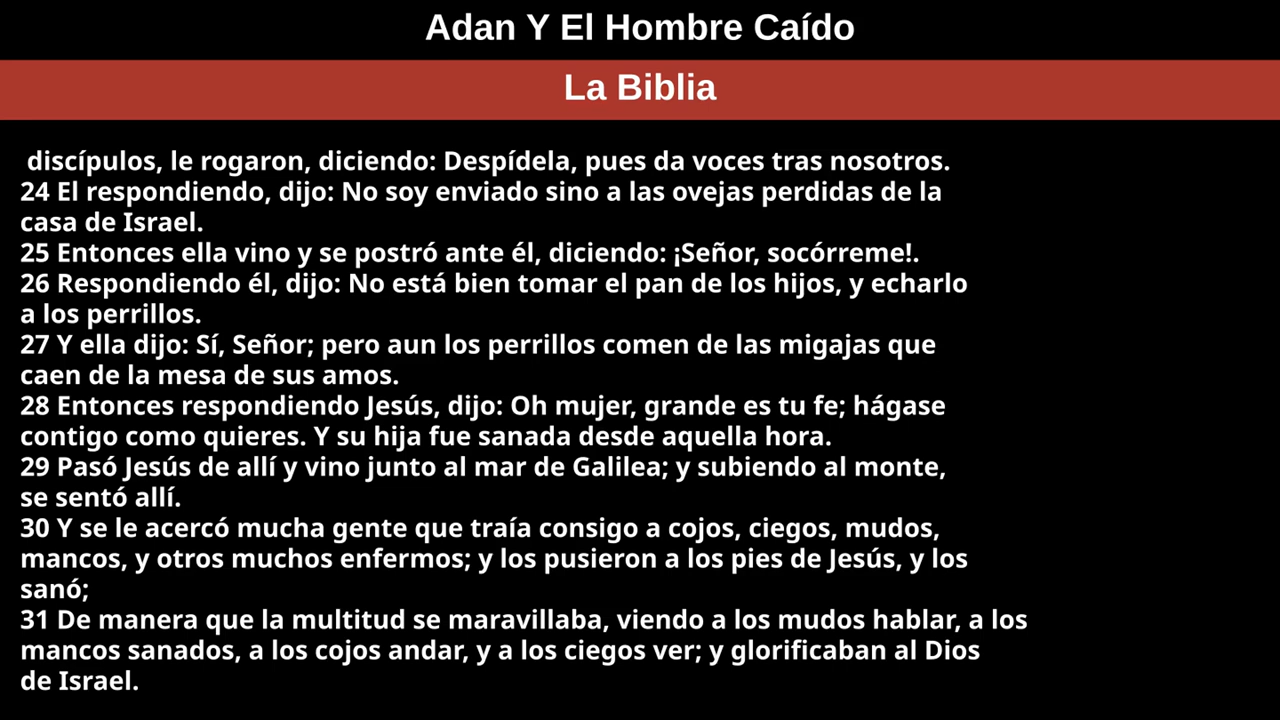 Adan Y El Hombre Caído
La Biblia
discípulos, le rogaron, diciendo: Despídela, pues da voces tras nosotros.
24 El respondiendo, dijo: No soy enviado sino a las ovejas perdidas de la
casa de Israel.
25 Entonces ella vino y se postró ante él, diciendo: ¡Señor, socórreme!.
26 Respondiendo él, dijo: No está bien tomar el pan de los hijos, y echarlo
a los perrillos.
27 Y ella dijo: Sí, Señor; pero aun los perrillos comen de las migajas que
caen de la mesa de sus amos.
28 Entonces respondiendo Jesús, dijo: Oh mujer, grande es tu fe; hágase
contigo como quieres. Y su hija fue sanada desde aquella hora.
29 Pasó Jesús de allí y vino junto al mar de Galilea; y subiendo al monte,
se sentó allí.
30 Y se le acercó mucha gente que traía consigo a cojos, ciegos, mudos,
mancos, y otros muchos enfermos; y los pusieron a los pies de Jesús, y los
sanó;
31 De manera que la multitud se maravillaba, viendo a los mudos hablar, a los
mancos sanados, a los cojos andar, y a los ciegos ver; y glorificaban al Dios
de Israel.